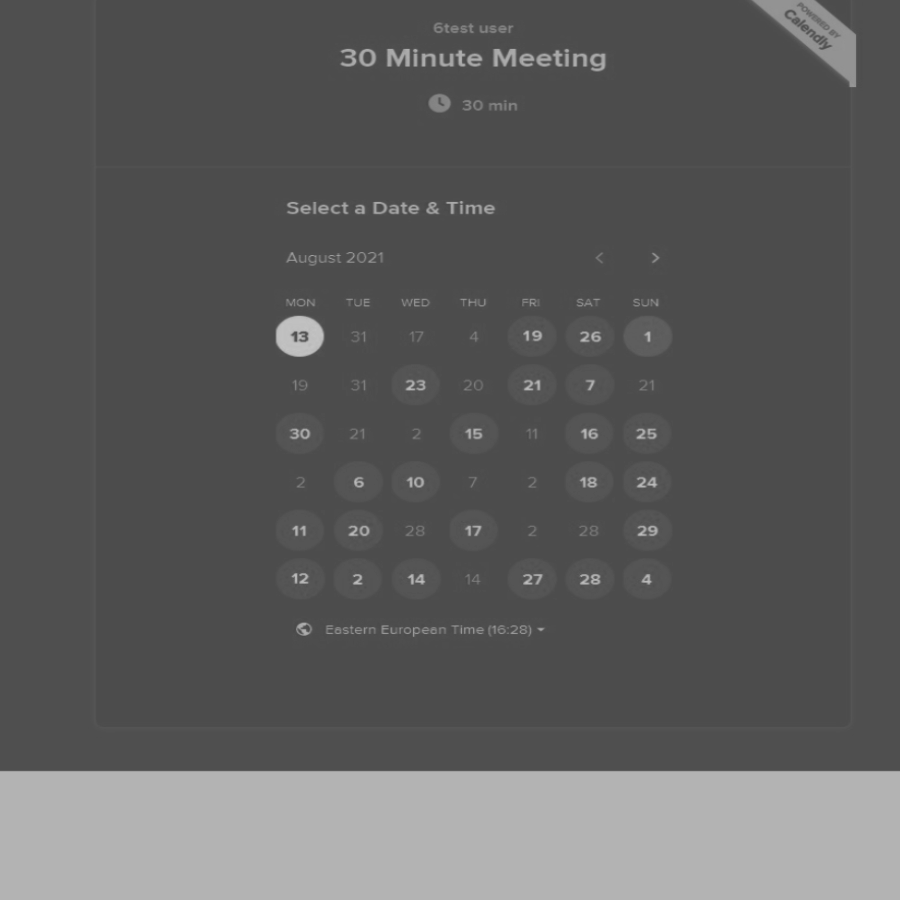 POWERED BY
Calendly
6test user
30 Minute Meeting
30 min
Select a Date & Time
August 2021
MON TUE WED THU FRI SAT SUN
13 31 17 4 19 26 1
19 31 23 20 21 7 21
30 21 2 15 11 16 25
2 6 10 7 2 18 24
11 20 28 17 2 28 29
12 2 14 14 27 28 4
Eastern European Time (16:28)